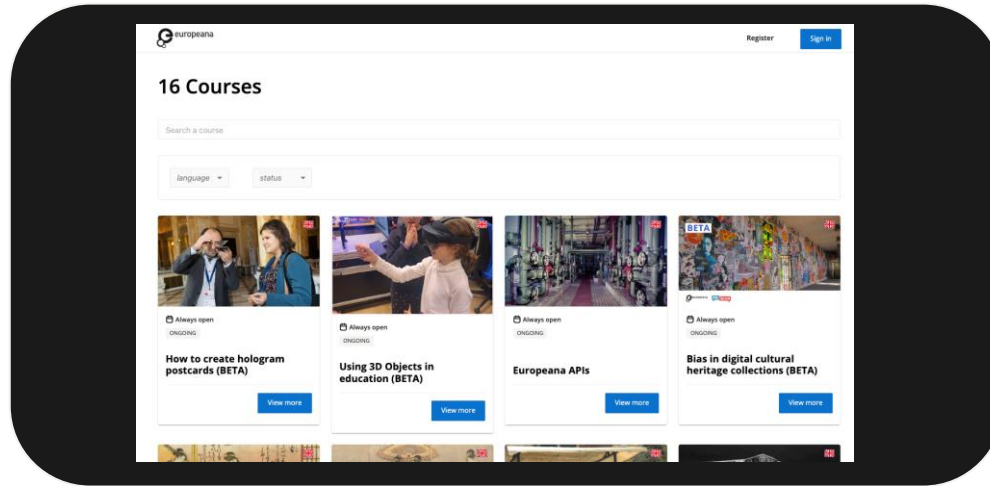 europeana
Register
Sign in
16 Courses
Search a course
language
status
BETA
Always open
ONGOING
How to create hologram
postcards (BETA)
View more
Always open
ONGOING
Using 3D Objects in
education (BETA)
View more
Always open
ONGOING
Europeana APIs
View more
Always open
ONGOING
Bias in digital cultural
heritage collections (BETA)
View more